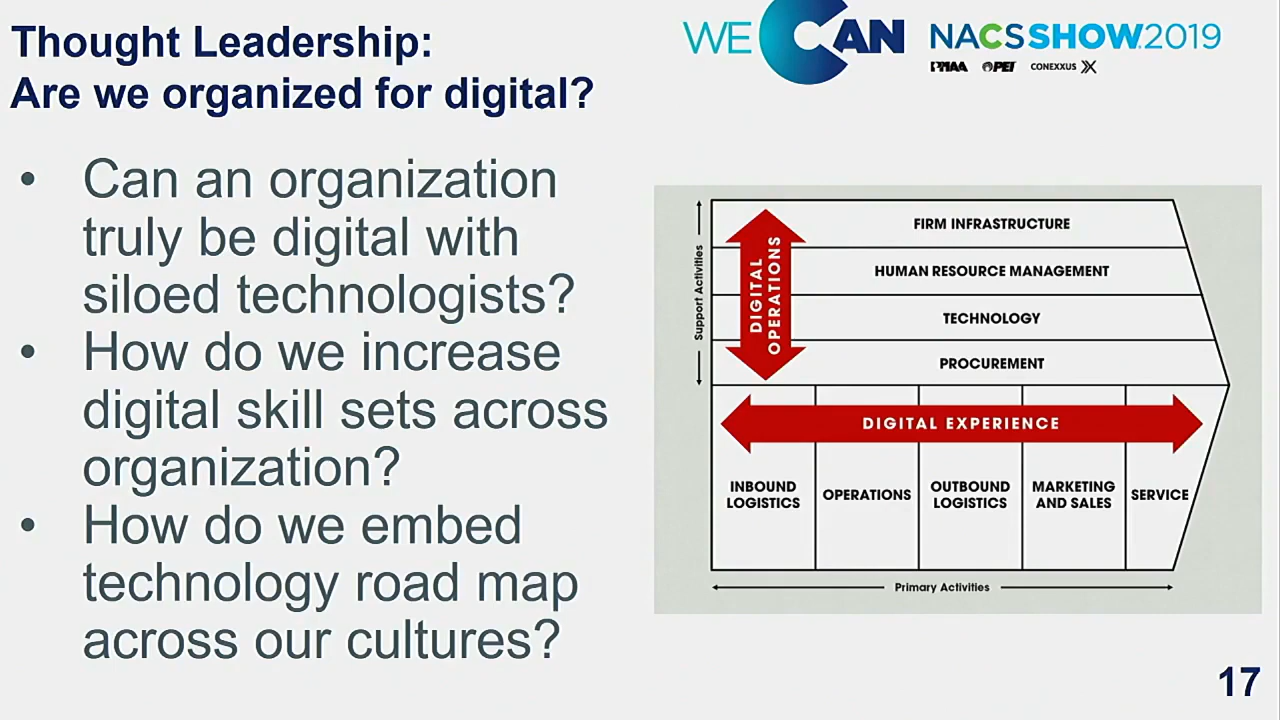 Thought Leadership:
Are we organized for digital?
WE CAN
NACS SHOW 2019
PMAA PEI CONEXXUS
• Can an organization
truly be digital with
siloed technologists?
• How do we increase
digital skill sets across
organization?
• How do we embed
technology road map
across our cultures?
Support Activities
DIGITAL
OPERATIONS
FIRM INFRASTRUCTURE
HUMAN RESOURCE MANAGEMENT
TECHNOLOGY
PROCUREMENT
DIGITAL EXPERIENCE
INBOUND
LOGISTICS
OPERATIONS
OUTBOUND
LOGISTICS
MARKETING
AND SALES
SERVICE
Primary Activities
17